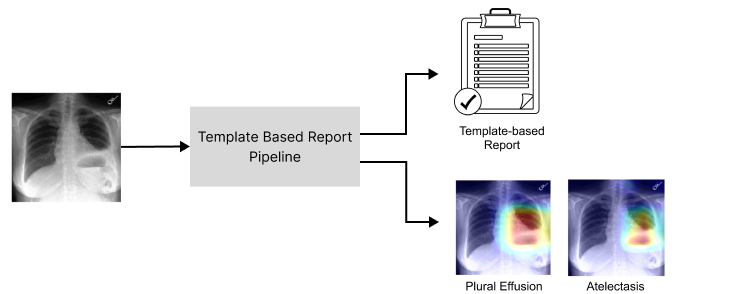 Template Based Report
Pipeline
Template-based
Report
Plural Effusion
Atelectasis